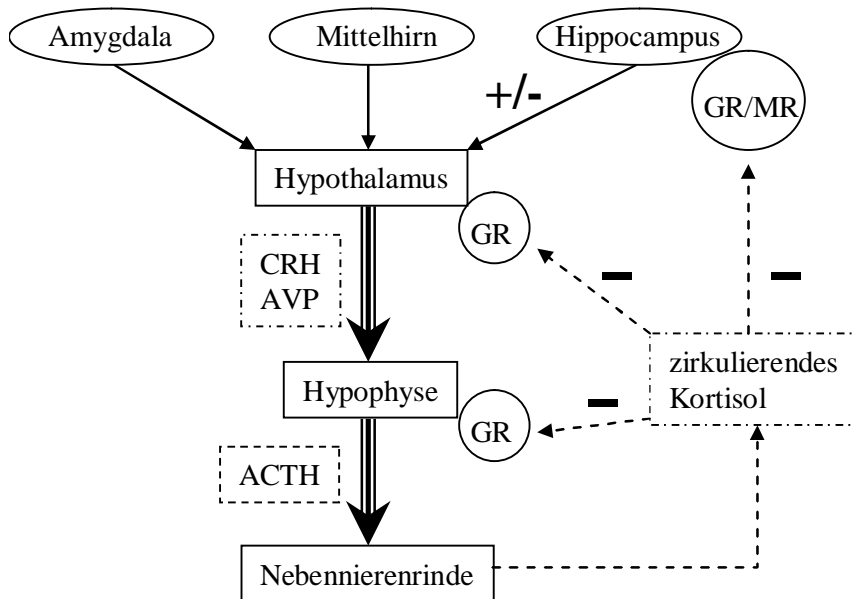 Amygdala
Mittelhirn
Hippocampus
+/-
GR/MR
Hypothalamus
GR
CRH
AVP
−
−
zirkulierendes
Kortisol
Hypophyse
−
GR
ACTH
Nebennierenrinde